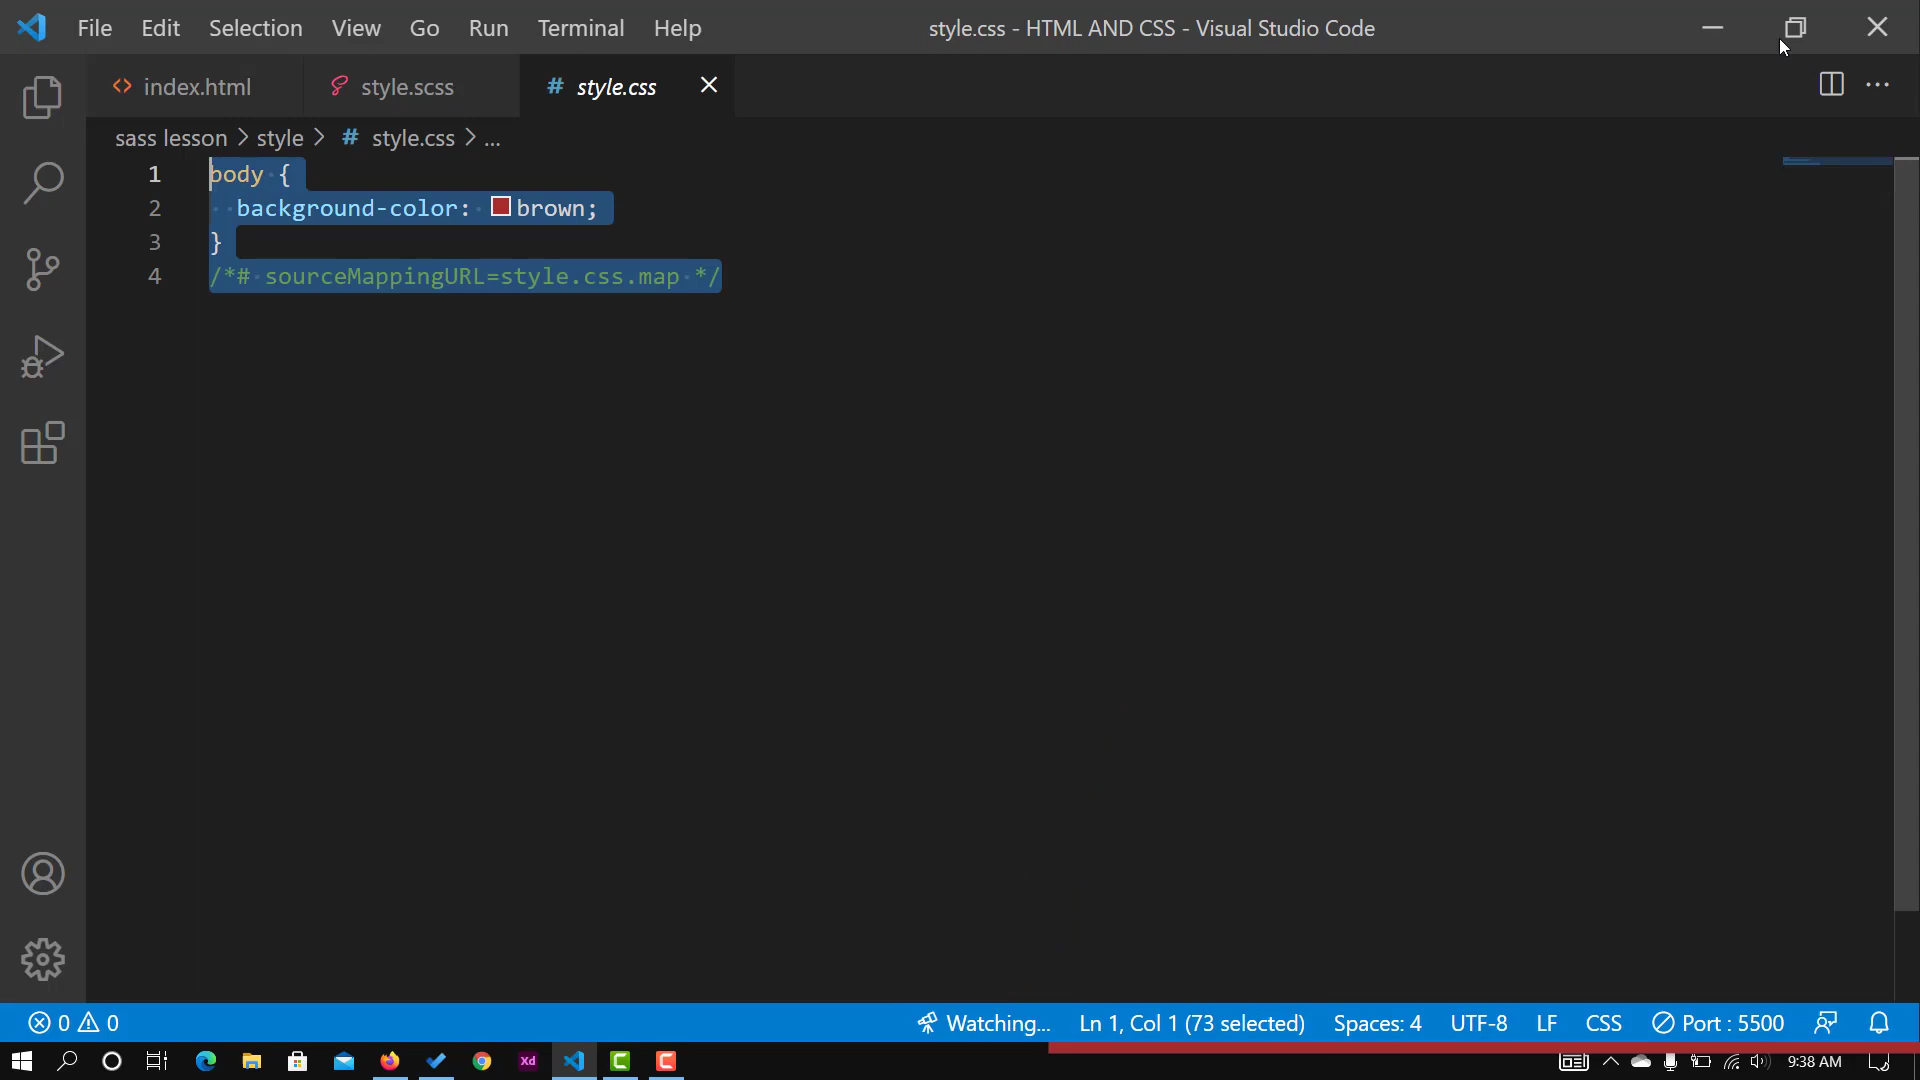 File Edit Selection View Go Run Terminal Help style.css - HTML AND CSS - Visual Studio Code
index.html style.scss # style.css
sass lesson > style > # style.css > ...
1 body {
2 background-color: brown;
3 }
4 /*# sourceMappingURL=style.css.map */
0 0 Watching... Ln 1, Col 1 (73 selected) Spaces: 4 UTF-8 LF CSS Port : 5500
Xd 9:38 AM